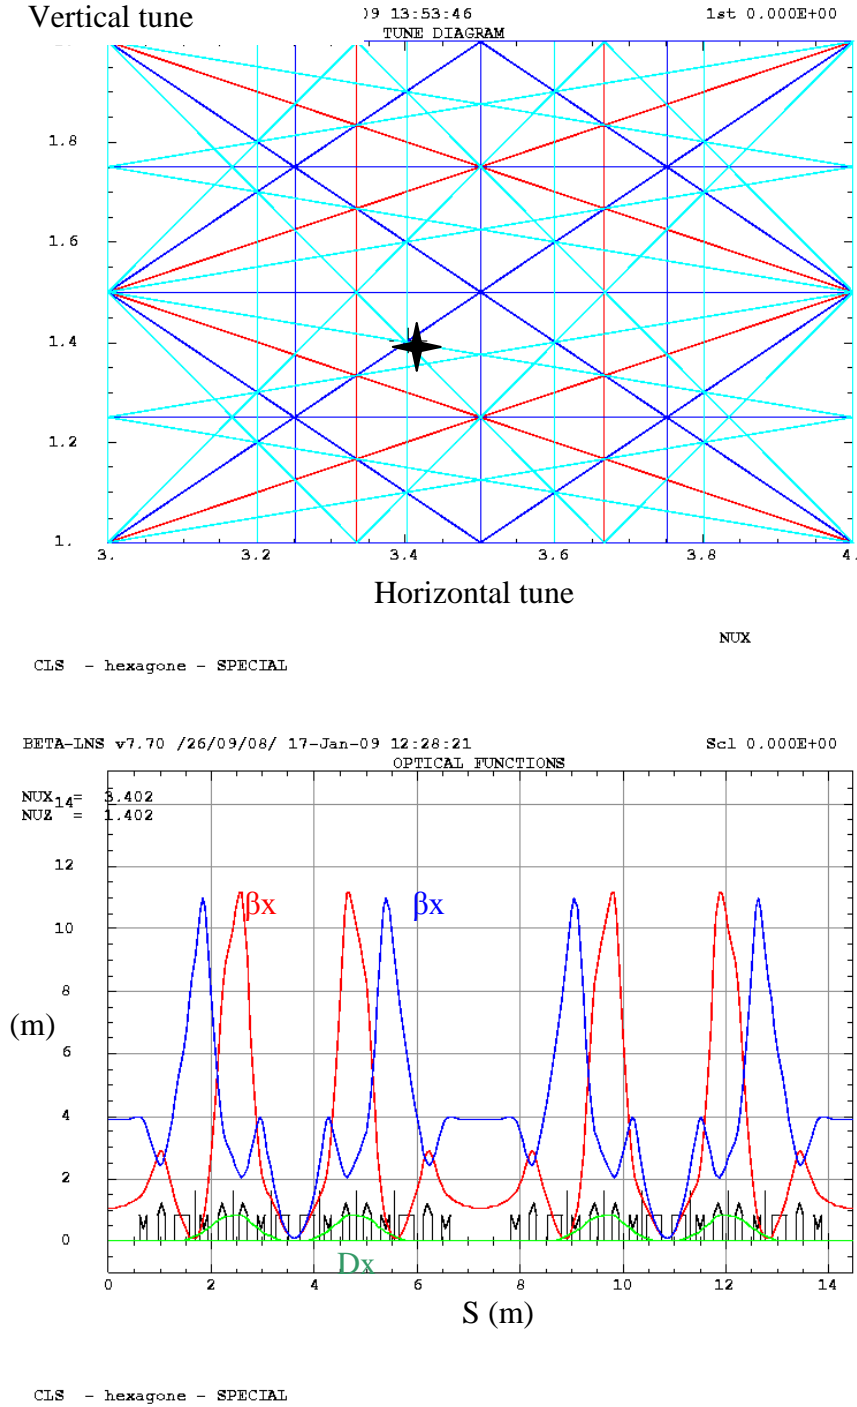 Vertical tune
09 13:53:46 1st 0.000E+00
TUNE DIAGRAM
1.8
1.6
1.4
1.2
1.
3. 3.2 3.4 3.6 3.8 4.
Horizontal tune
NUX
CLS - hexagone - SPECIAL
BETA-LNS v7.70 /26/09/08/ 17-Jan-09 12:28:21 Scl 0.000E+00
OPTICAL FUNCTIONS
NUX = 3.402
14
NUZ = 1.402
12
βx βx
10
8
(m)
6
4
2
0
Dx
0 2 4 6 8 10 12 14
S (m)
CLS - hexagone - SPECIAL